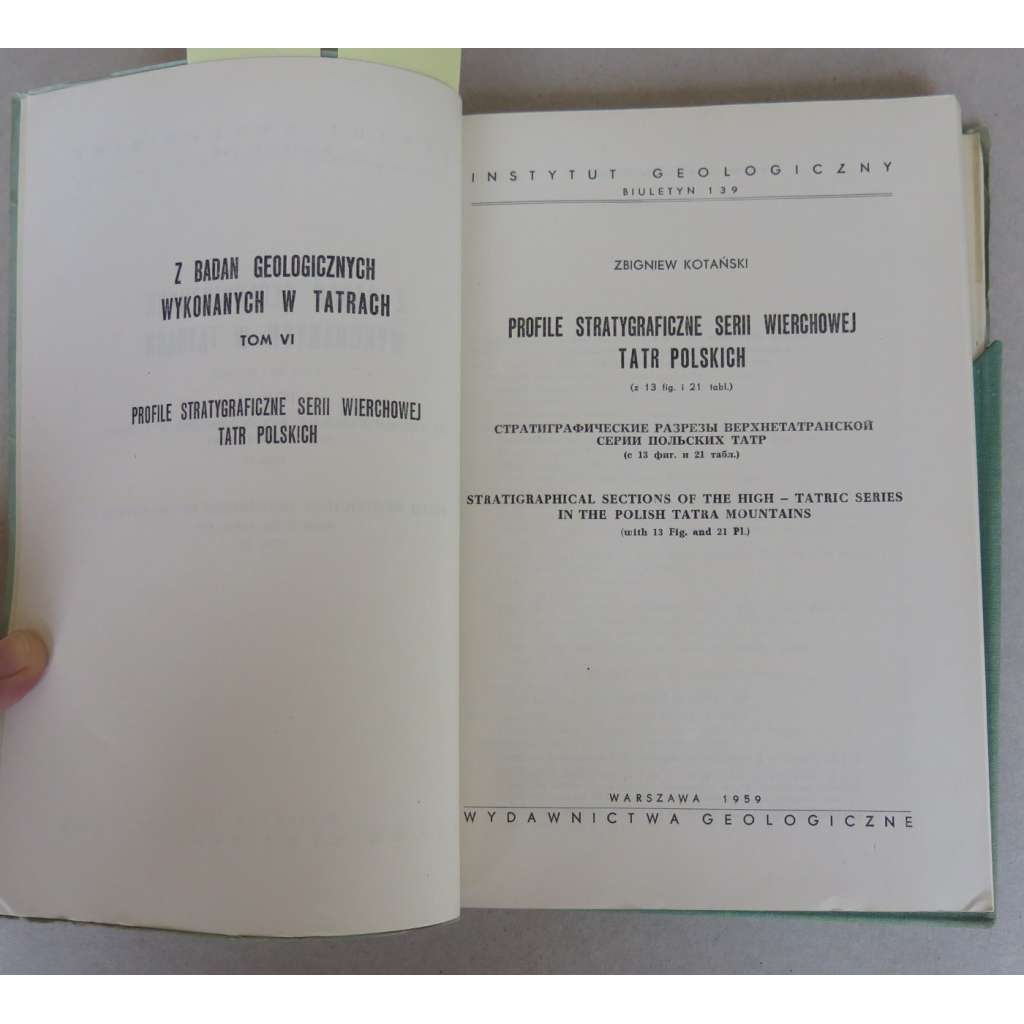 Z BADAN GEOLOGICZNYCH
WYKONANYCH W TATRACH
TOM VI
PROFILE STRATYGRAFICZNE SERII WIERCHOWEJ
TATR POLSKICH
INSTYTUT GEOLOGICZNY
BIULETYN 139
ZBIGNIEW KOTAŃSKI
PROFILE STRATYGRAFICZNE SERII WIERCHOWEJ
TATR POLSKICH
(z 13 fig. i 21 tabl.)
СТРАТИГРАФИЧЕСКИЕ РАЗРЕЗЫ ВЕРХНЕТАТРАНСКОЙ
СЕРИИ ПОЛЬСКИХ ТАТР
(с 13 фиг. и 21 табл.)
STRATIGRAPHICAL SECTIONS OF THE HIGH – TATRIC SERIES
IN THE POLISH TATRA MOUNTAINS
(with 13 Fig. and 21 Pl.)
WARSZAWA 1959
WYDAWNICTWA GEOLOGICZNE